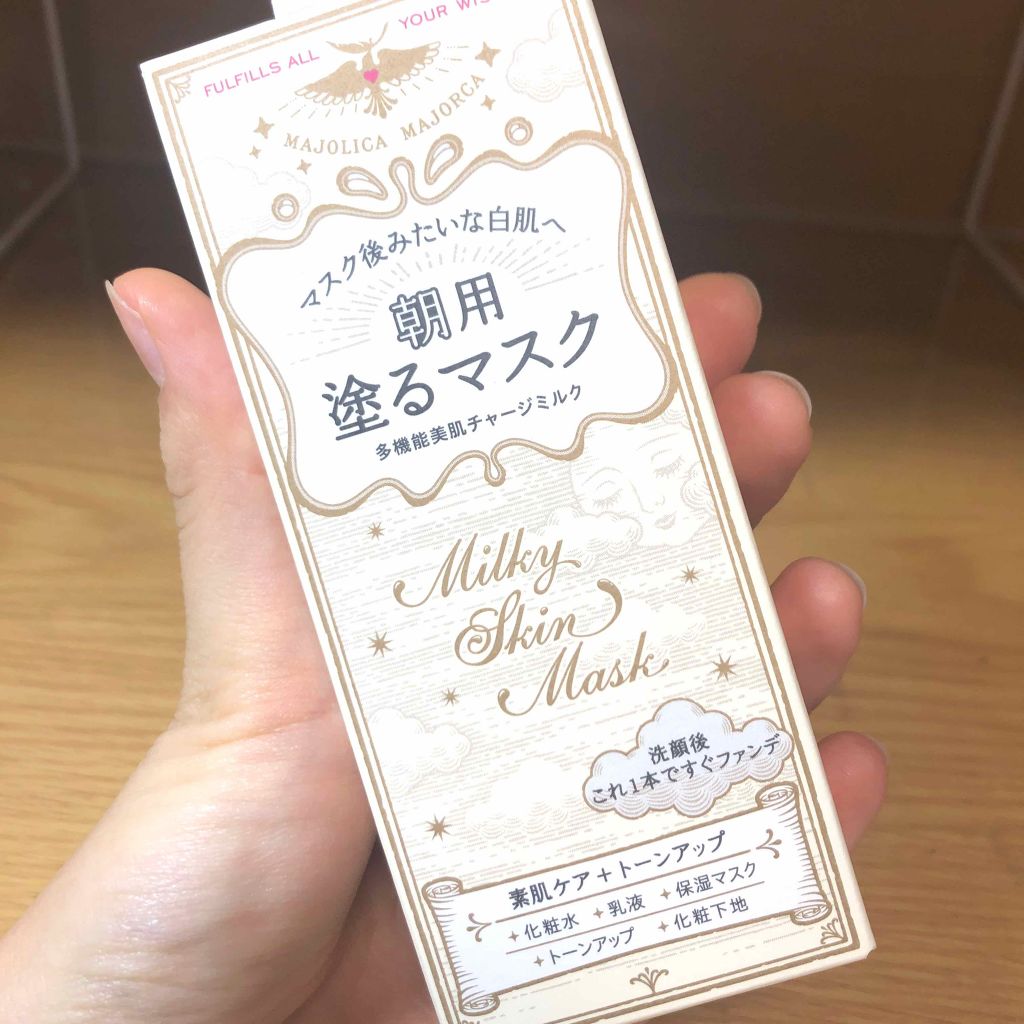 FULFILLS ALL YOUR
MAJOLICA MAJORCA
マスク後みたいな白肌へ
朝用
塗るマスク
多機能美肌チャージミルク
Milky
Skin
Mask
洗顔後
これ1本ですぐファンデ
素肌ケア+トーンアップ
化粧水 乳液 保湿マスク
トーンアップ 化粧下地